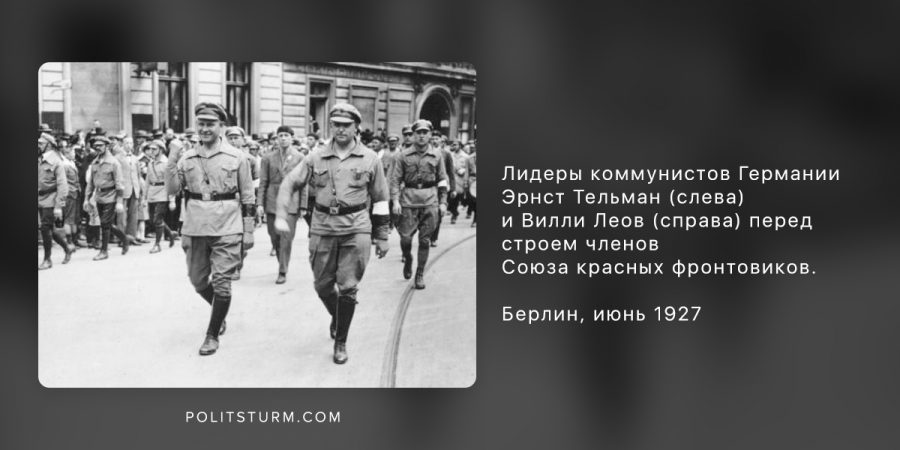 Лидеры коммунистов Германии
Эрнст Тельман (слева)
и Вилли Леов (справа) перед
строем членов
Союза красных фронтовиков.
Берлин, июнь 1927
POLITSTURM.COM